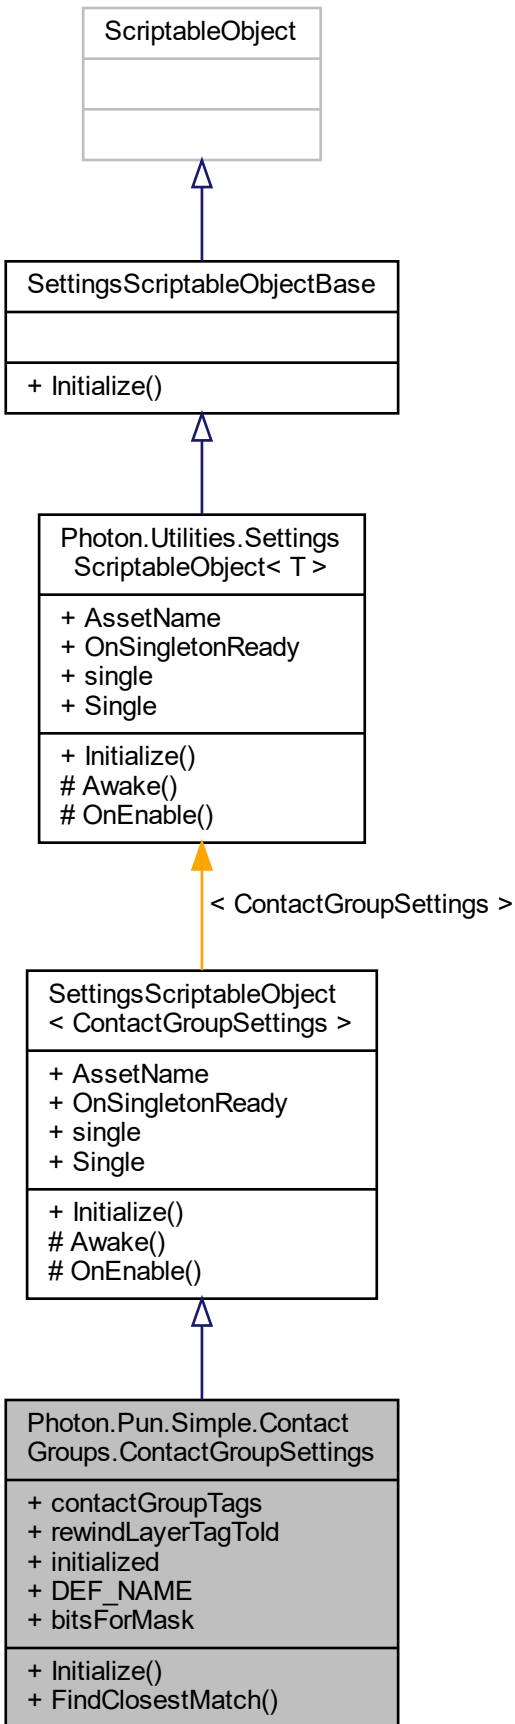 ScriptableObject
SettingsScriptableObjectBase
+ Initialize()
Photon.Utilities.Settings
ScriptableObject< T >
+ AssetName
+ OnSingletonReady
+ single
+ Single
+ Initialize()
# Awake()
# OnEnable()
< ContactGroupSettings >
SettingsScriptableObject
< ContactGroupSettings >
+ AssetName
+ OnSingletonReady
+ single
+ Single
+ Initialize()
# Awake()
# OnEnable()
Photon.Pun.Simple.Contact
Groups.ContactGroupSettings
+ contactGroupTags
+ rewindLayerTagToId
+ initialized
+ DEF_NAME
+ bitsForMask
+ Initialize()
+ FindClosestMatch()